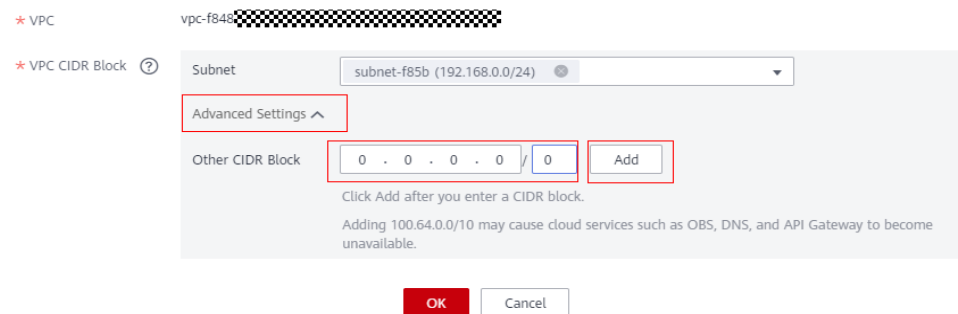 * VPC vpc-f848
* VPC CIDR Block ? Subnet subnet-f85b (192.168.0.0/24)
Advanced Settings
Other CIDR Block 0 . 0 . 0 . 0 / 0 Add
Click Add after you enter a CIDR block.
Adding 100.64.0.0/10 may cause cloud services such as OBS, DNS, and API Gateway to become
unavailable.
OK Cancel